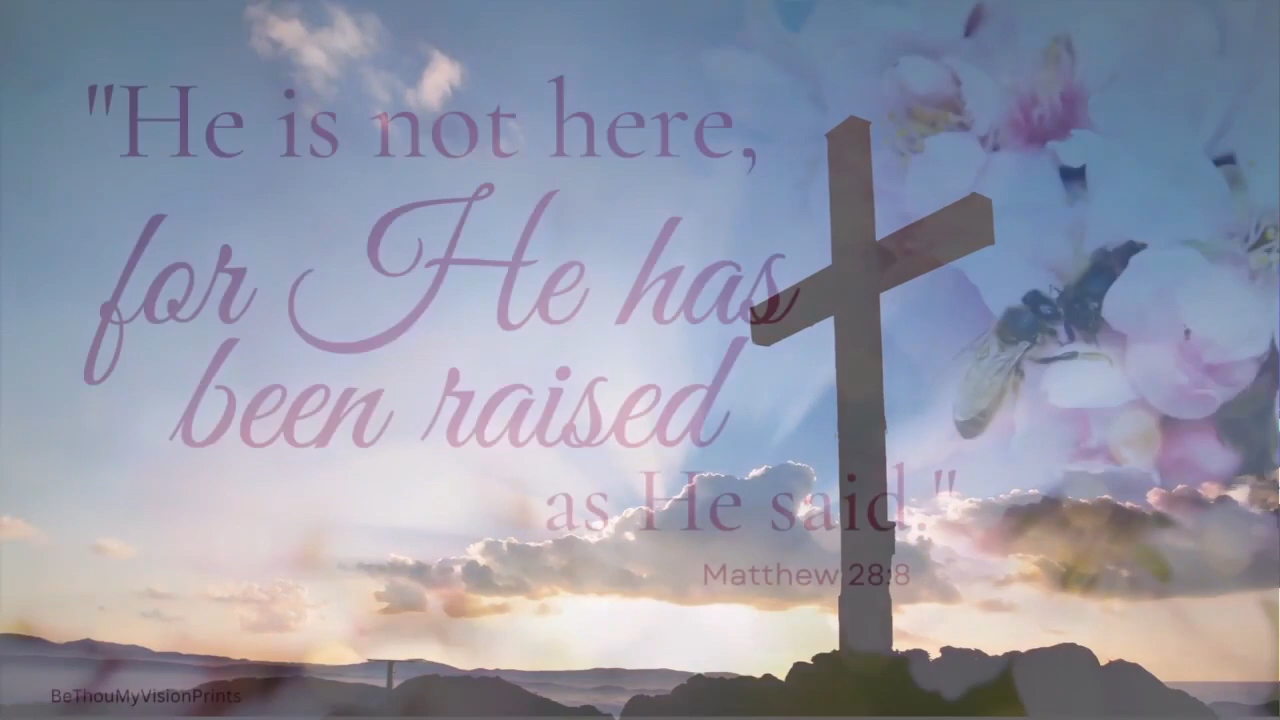 "He is not here,
for He has
been raised
as He said."
Matthew 28:8
BeThouMyVisionPrints